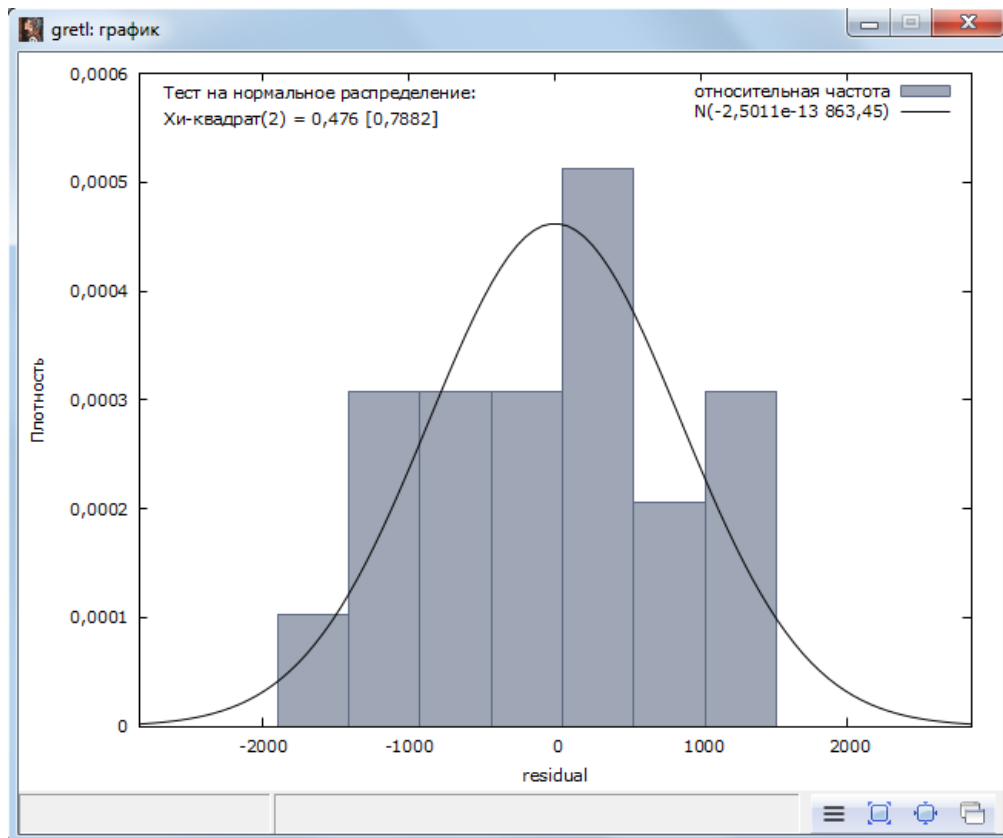 gretl: график
Тест на нормальное распределение:
Хи-квадрат(2) = 0,476 [0,7882]
относительная частота
N(-2,5011e-13 863,45)
0,0006
0,0005
0,0004
0,0003
0,0002
0,0001
0
Плотность
-2000
-1000
0
1000
2000
residual